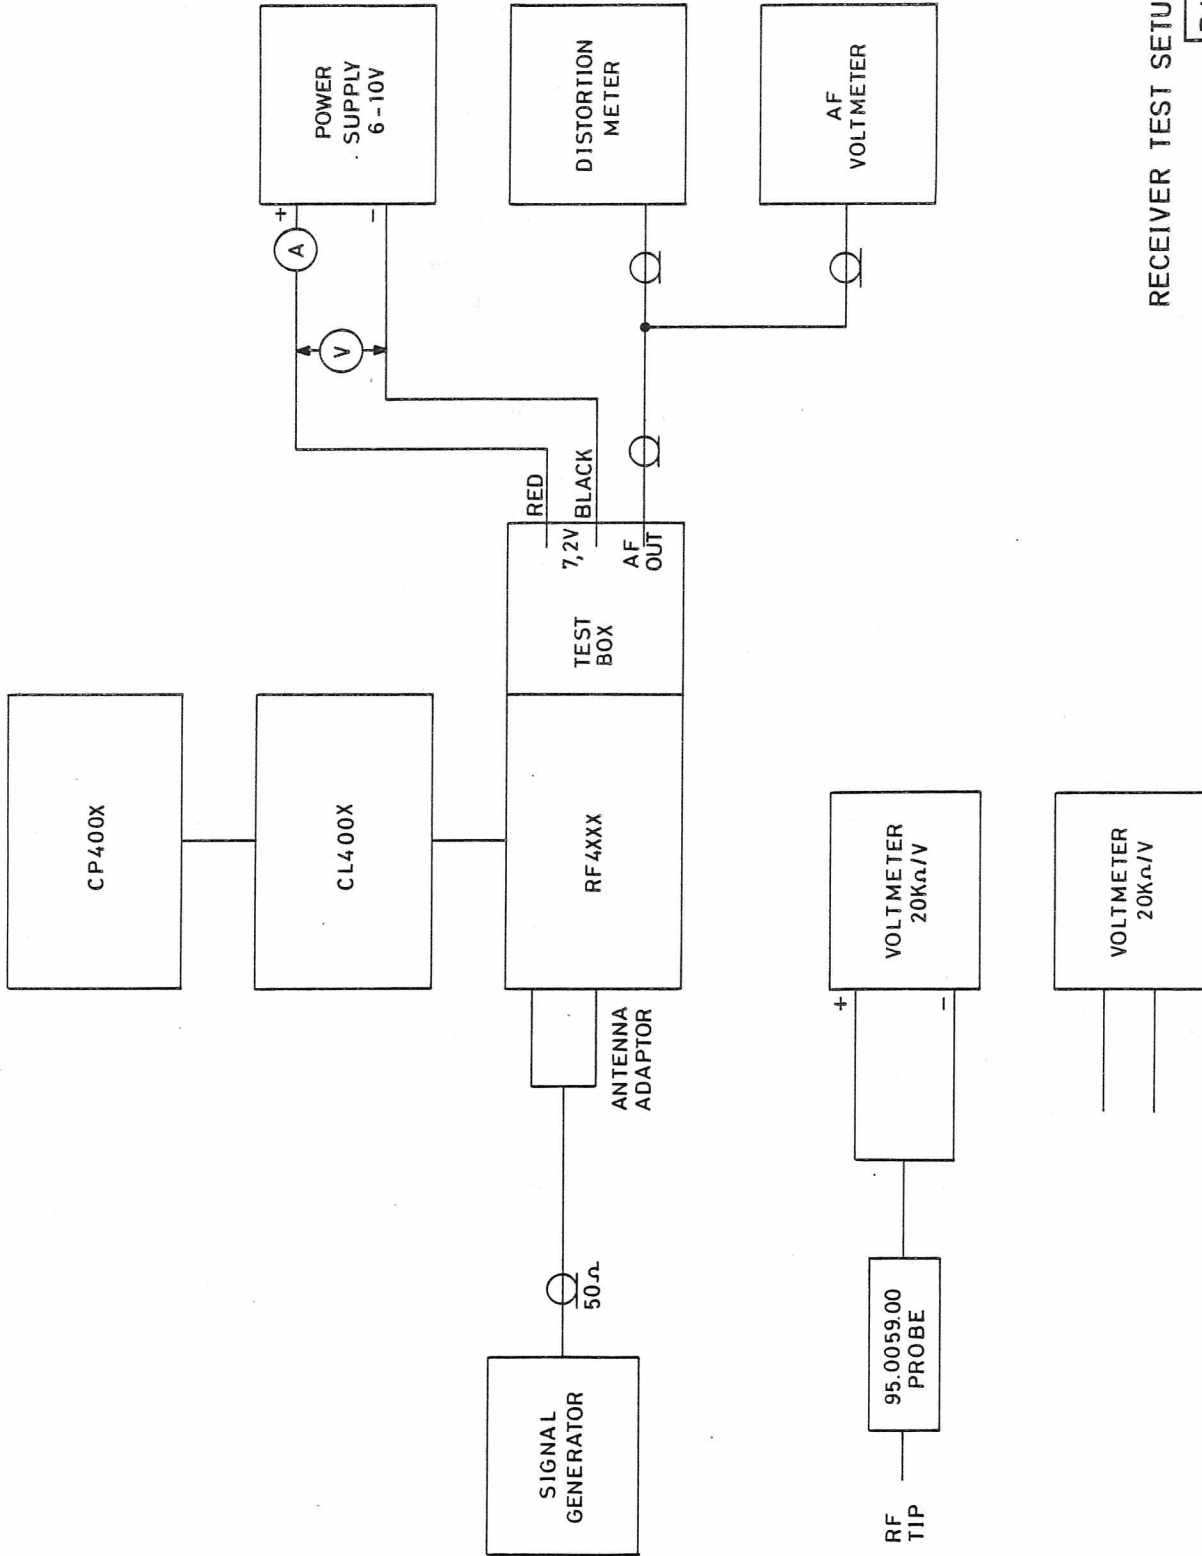 CP400X
CL400X
RF4XXX
TEST
BOX
RED
7,2V
BLACK
AF
OUT
POWER
SUPPLY
6-10V
+
-
A
V
DISTORTION
METER
AF
VOLTMETER
SIGNAL
GENERATOR
50Ω
ANTENNA
ADAPTOR
RF
TIP
95.0059.00
PROBE
+
-
VOLTMETER
20KΩ/V
VOLTMETER
20KΩ/V
RECEIVER TEST SETU